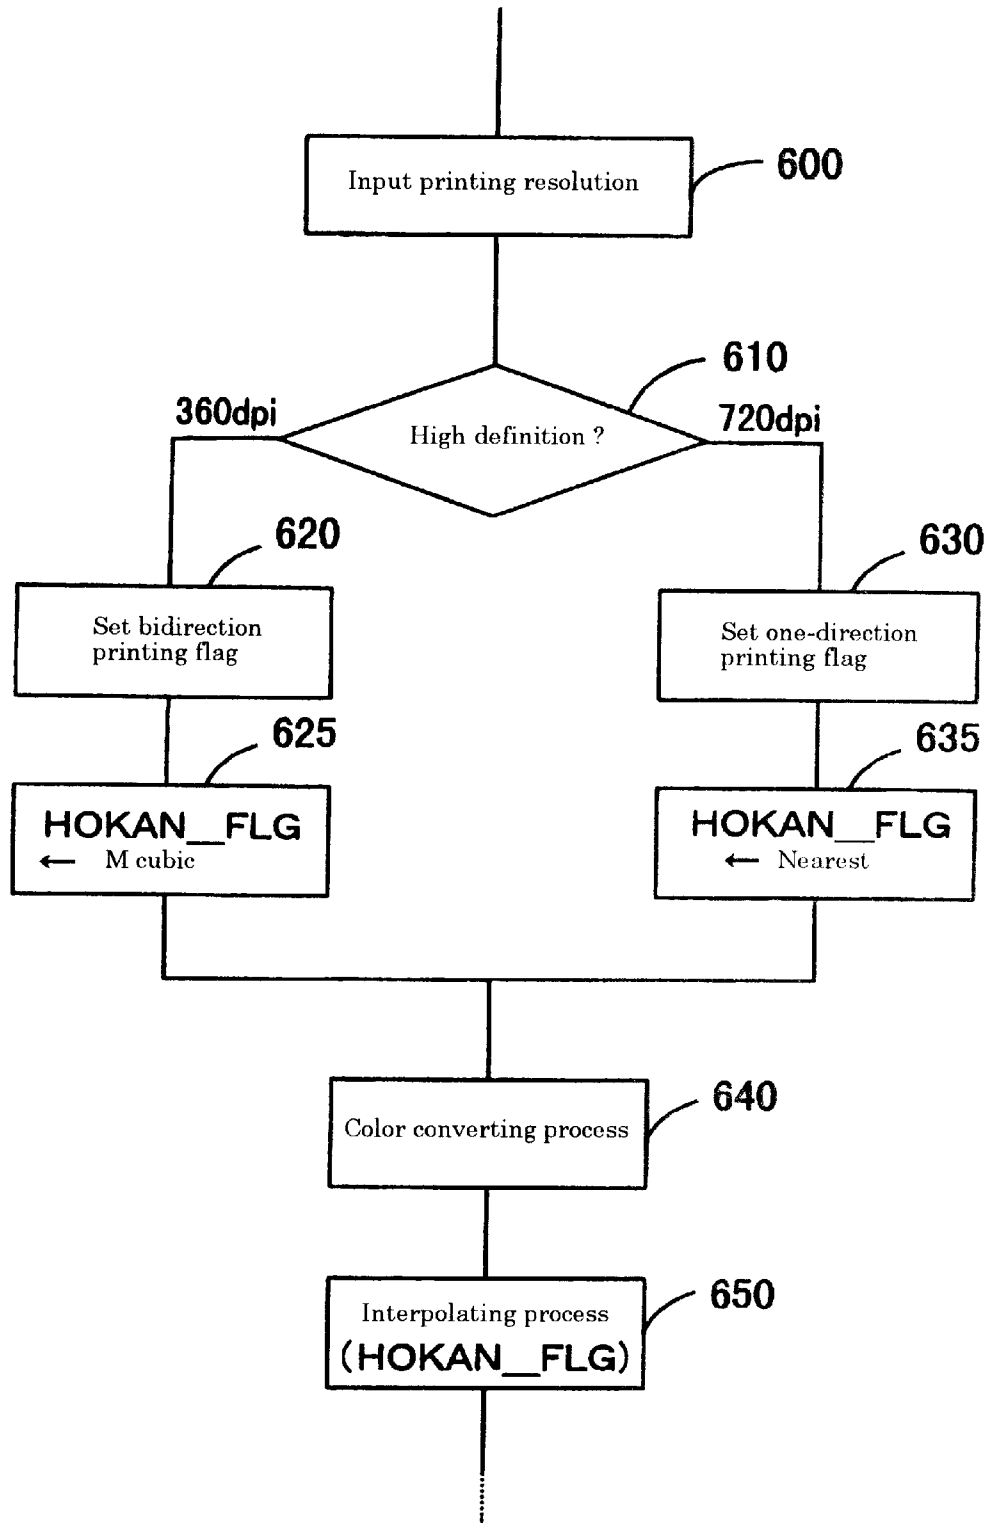 Input printing resolution
600
610
360dpi
High definition ?
720dpi
620
630
Set bidirection
printing flag
Set one-direction
printing flag
625
635
HOKAN__FLG
← M cubic
HOKAN__FLG
← Nearest
640
Color converting process
650
Interpolating process
(HOKAN__FLG)